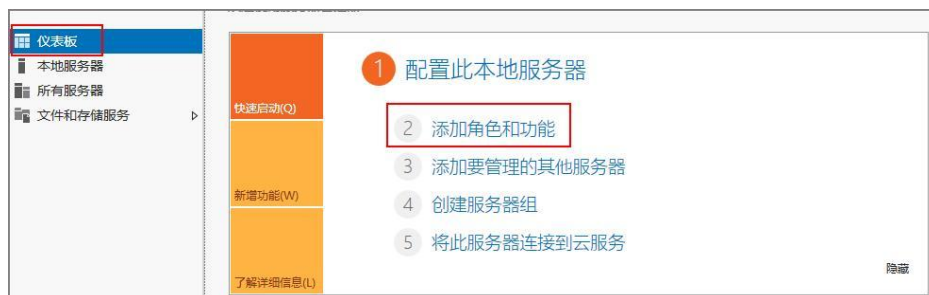 仪表板
本地服务器
所有服务器
文件和存储服务
快速启动(Q)
新增功能(W)
了解详细信息(L)
1 配置此本地服务器
2 添加角色和功能
3 添加要管理的其他服务器
4 创建服务器组
5 将此服务器连接到云服务
隐藏